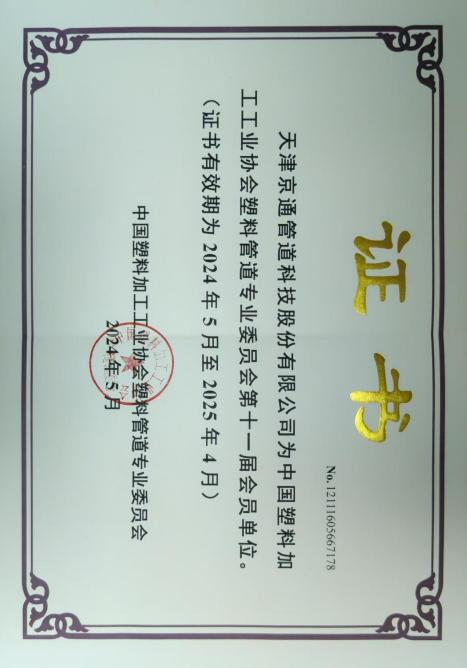 证书
No. 12111605667178
天津京通管道科技股份有限公司为中国塑料加
工工业协会塑料管道专业委员会第十一届会员单位。
（证书有效期为2024年5月至2025年4月）
中国塑料加工工业协会塑料管道专业委员会
2024年5月